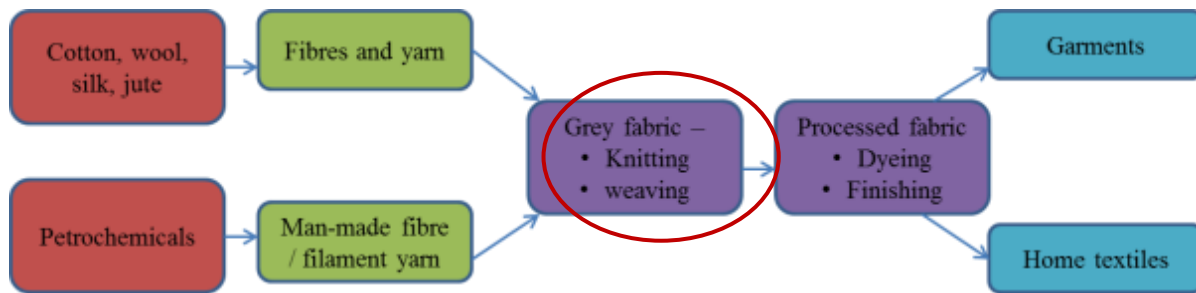 Cotton, wool,
silk, jute
Fibres and yarn
Petrochemicals
Man-made fibre
/ filament yarn
Grey fabric –
• Knitting
• weaving
Processed fabric
• Dyeing
• Finishing
Garments
Home textiles